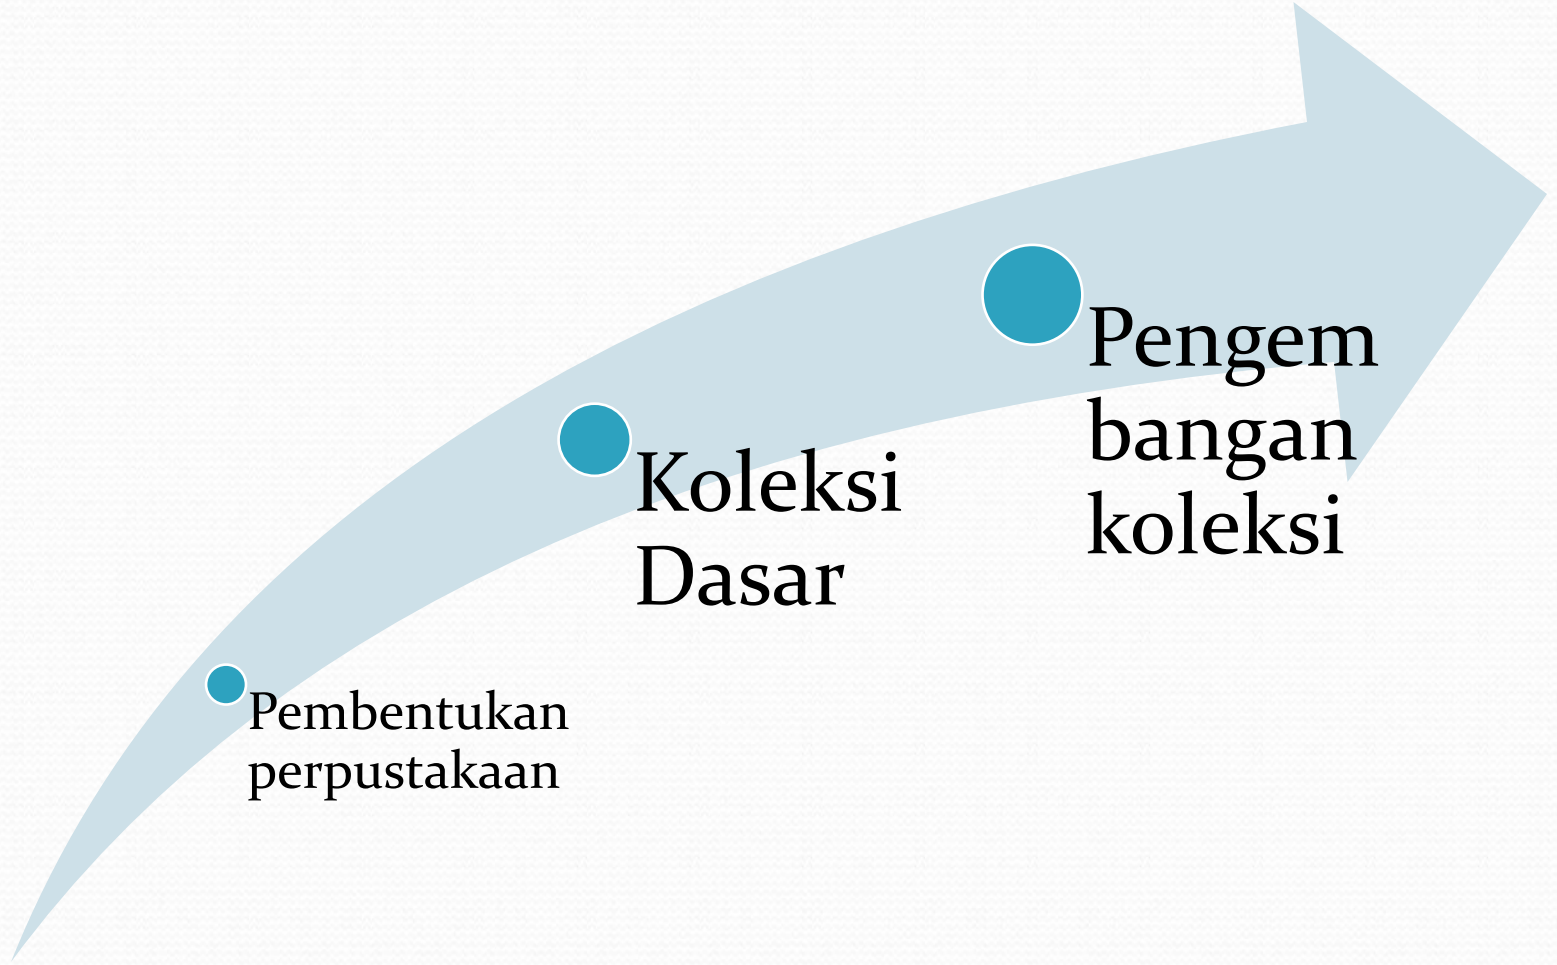 Pembentukan
perpustakaan
Koleksi
Dasar
Pengem
bangan
koleksi